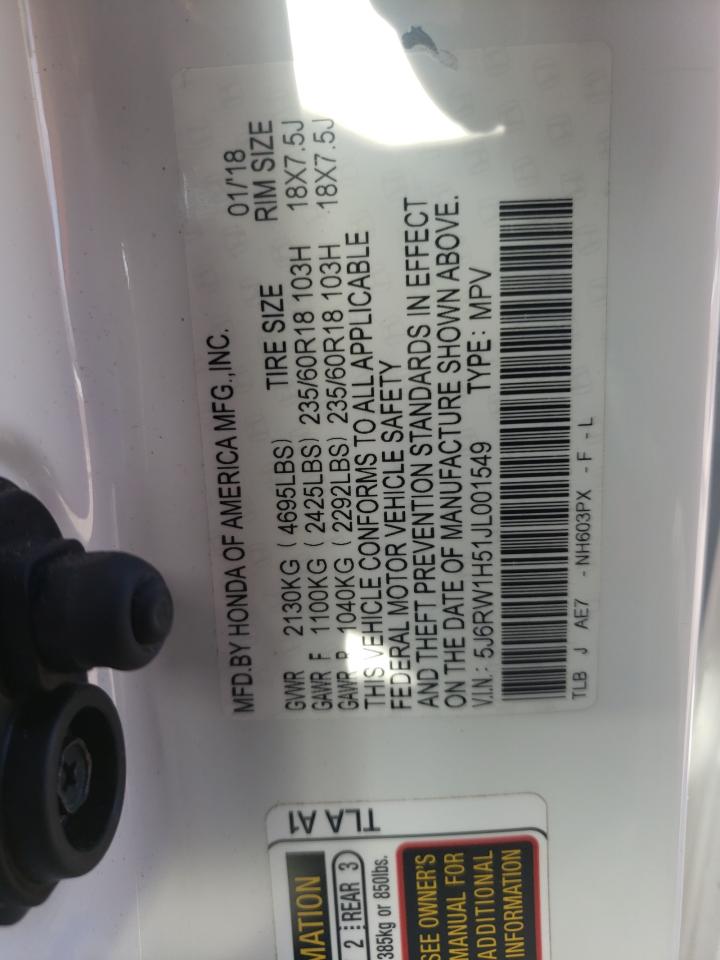 MFD.BY HONDA OF AMERICA MFG.,INC. 01/'18
TIRE SIZE RIM SIZE
GVWR 2130KG ( 4695LBS)
GAWR F 1100KG ( 2425LBS) 235/60R18 103H 18X7.5J
GAWR R 1040KG ( 2292LBS) 235/60R18 103H 18X7.5J
THIS VEHICLE CONFORMS TO ALL APPLICABLE
FEDERAL MOTOR VEHICLE SAFETY
AND THEFT PREVENTION STANDARDS IN EFFECT
ON THE DATE OF MANUFACTURE SHOWN ABOVE.
V.I.N.: 5J6RW1H51JL001549 TYPE: MPV
TLB J AE7 - NH603PX - F - L
TLA A1
MATION
2 REAR 3
385kg or 850lbs.
SEE OWNER'S
MANUAL FOR
ADDITIONAL
INFORMATION